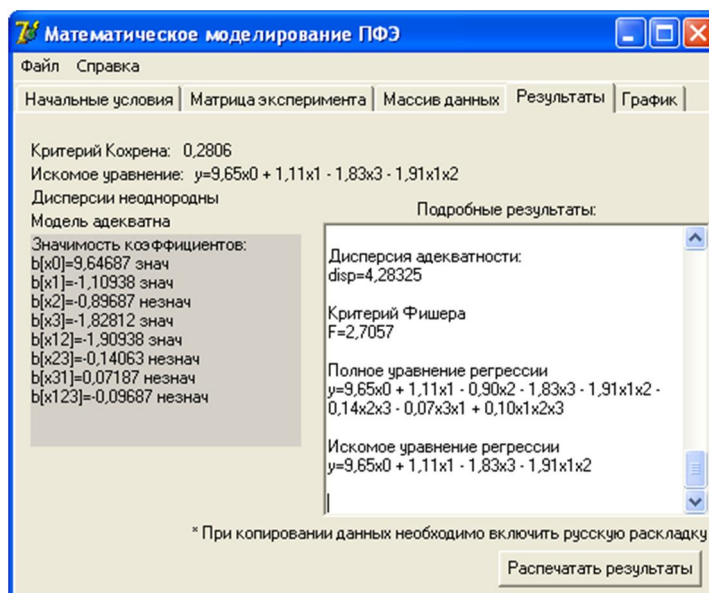 Математическое моделирование ПФЭ
Файл Справка
Начальные условия Матрица эксперимента Массив данных Результаты График
Критерий Кохрена: 0,2806
Искомое уравнение: y=9,65x0 + 1,11x1 - 1,83x3 - 1,91x1x2
Дисперсии неоднородны
Модель адекватна
Значимость коэффициентов:
b[x0]=9,64687 знач
b[x1]=-1,10938 знач
b[x2]=-0,89687 незнач
b[x3]=-1,82812 знач
b[x12]=-1,90938 знач
b[x23]=-0,14063 незнач
b[x31]=0,07187 незнач
b[x123]=-0,09687 незнач
Подробные результаты:
Дисперсия адекватности:
disp=4,28325
Критерий Фишера
F=2,7057
Полное уравнение регрессии
y=9,65x0 + 1,11x1 - 0,90x2 - 1,83x3 - 1,91x1x2 -
0,14x2x3 - 0,07x3x1 + 0,10x1x2x3
Искомое уравнение регрессии
y=9,65x0 + 1,11x1 - 1,83x3 - 1,91x1x2
* При копировании данных необходимо включить русскую раскладку
Распечатать результаты